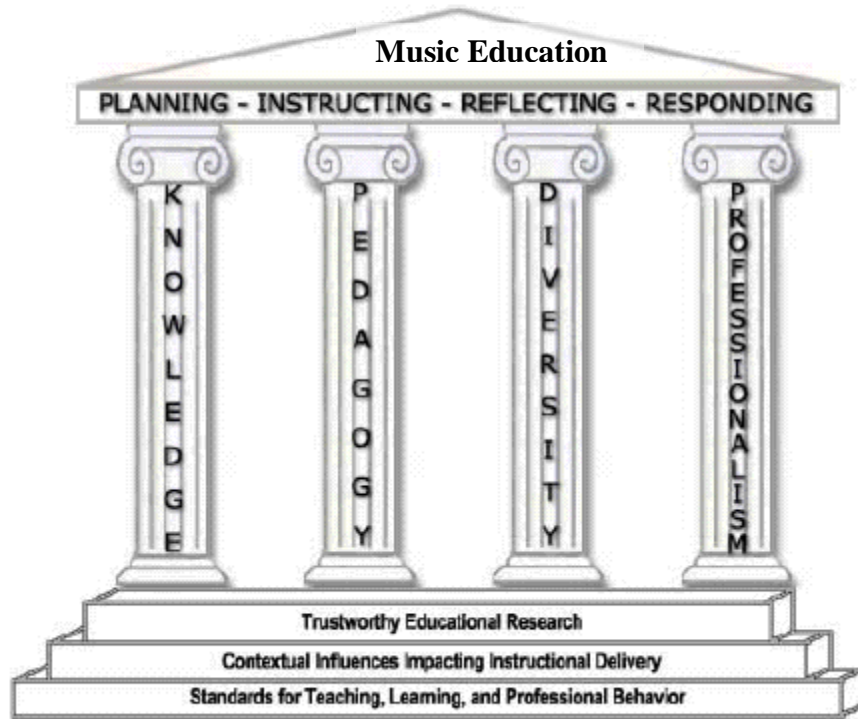 Music Education
PLANNING - INSTRUCTING - REFLECTING - RESPONDING
KNOWLEDGE
PEDAGOGY
DIVERSITY
PROFESSIONALISM
Trustworthy Educational Research
Contextual Influences Impacting Instructional Delivery
Standards for Teaching, Learning, and Professional Behavior